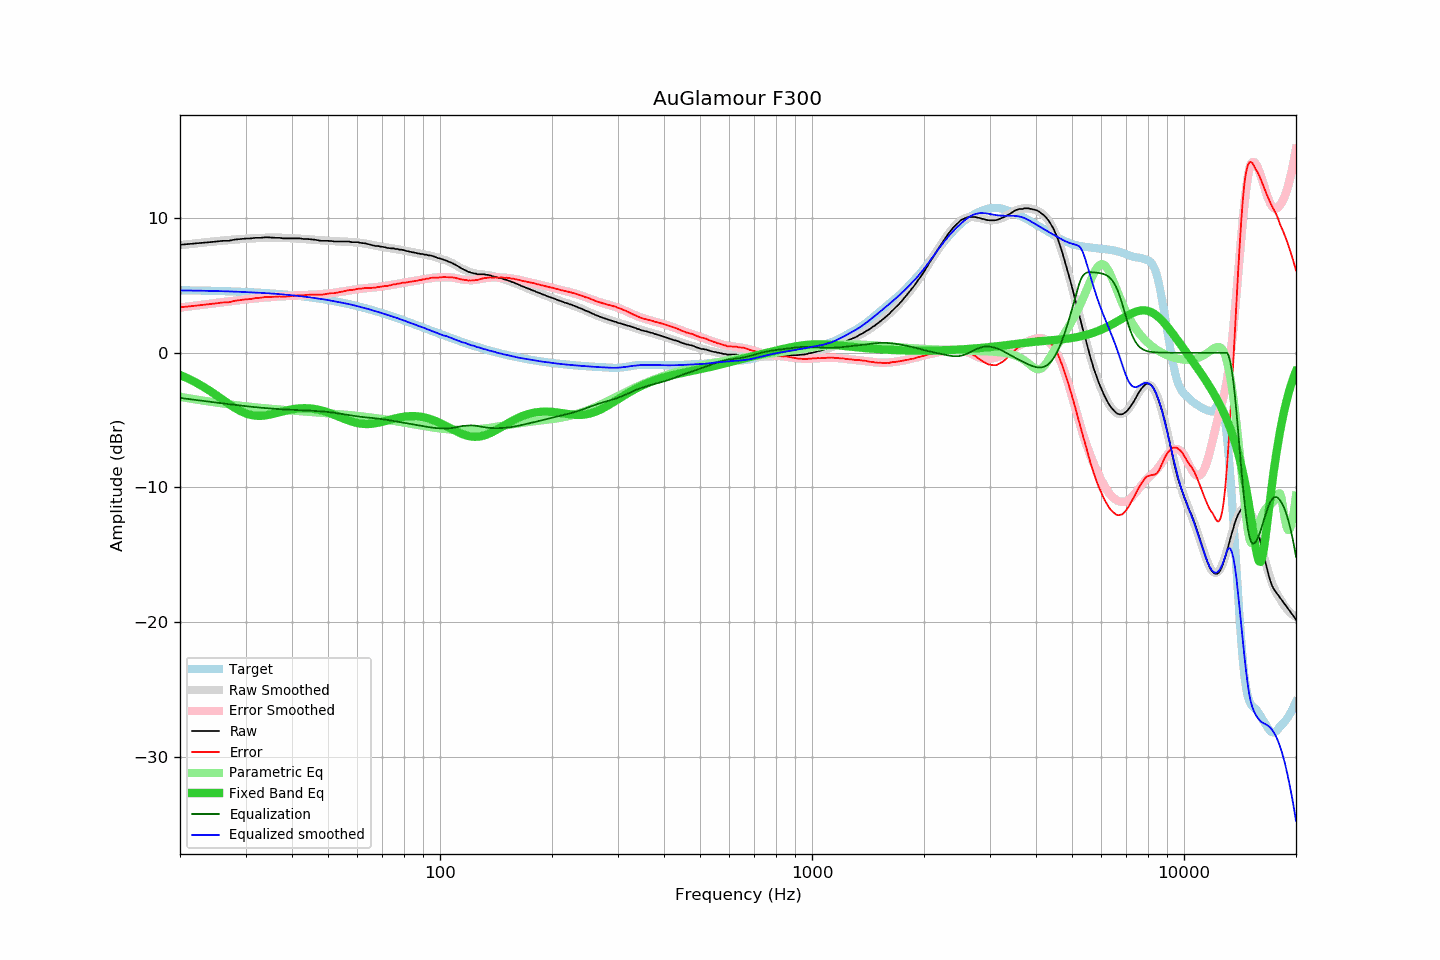 AuGlamour F300
Amplitude (dBr)
10
0
−10
−20
−30
Target
Raw Smoothed
Error Smoothed
Raw
Error
Parametric Eq
Fixed Band Eq
Equalization
Equalized smoothed
100
1000
10000
Frequency (Hz)